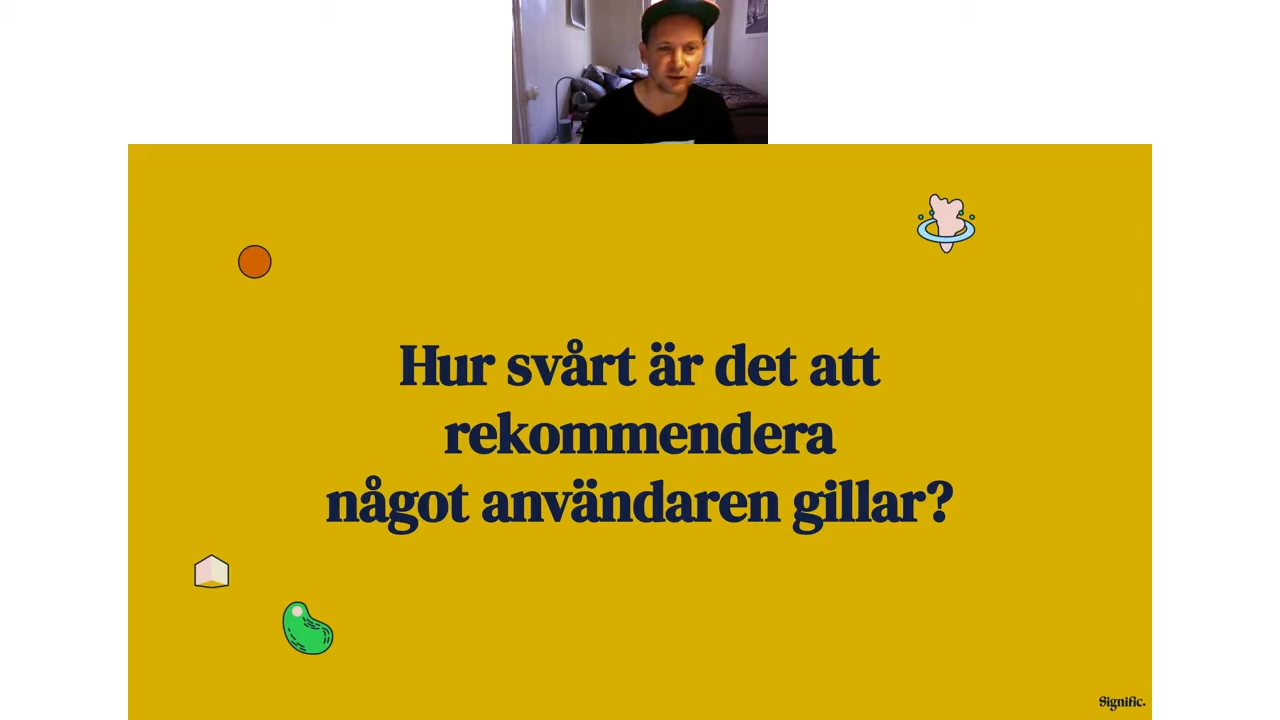 Hur svårt är det att
rekommendera
något användaren gillar?
Signific.